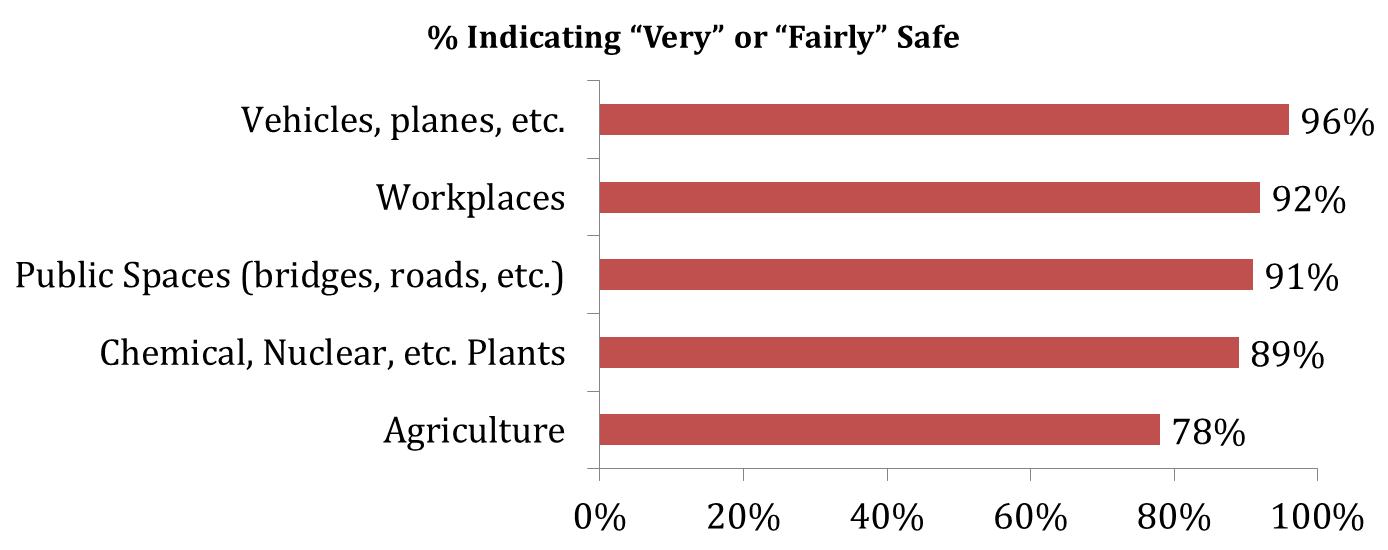 % Indicating “Very” or “Fairly” Safe
Vehicles, planes, etc.
96%
Workplaces
92%
Public Spaces (bridges, roads, etc.)
91%
Chemical, Nuclear, etc. Plants
89%
Agriculture
78%
0% 20% 40% 60% 80% 100%